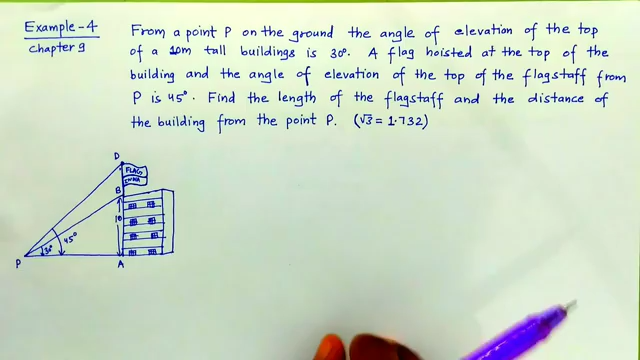 Example-4
Chapter 9
From a point P on the ground the angle of elevation of the top
of a 10m tall buildings is 30°. A flag hoisted at the top of the
building and the angle of elevation of the top of the flagstaff from
P is 45°. Find the length of the flagstaff and the distance of
the building from the point P. (√3 = 1.732)
D
FLAG
B
10
45°
30°
P
A